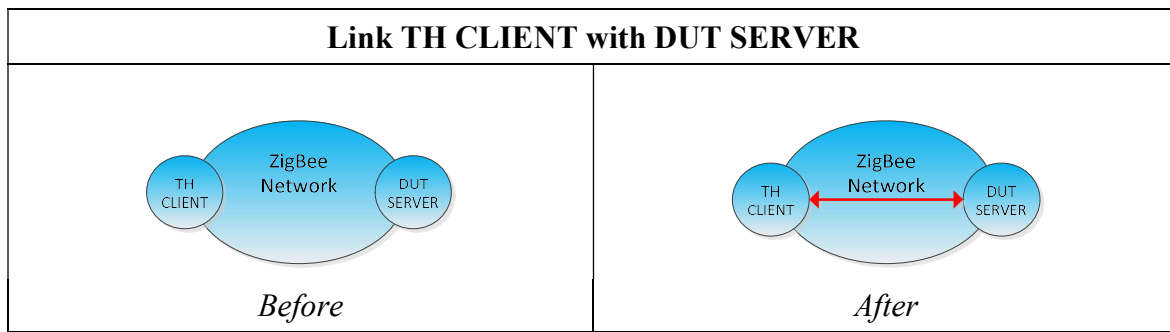 Link TH CLIENT with DUT SERVER
ZigBee
Network
TH
CLIENT
DUT
SERVER
Before
ZigBee
Network
TH
CLIENT
DUT
SERVER
After